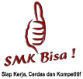 SMK Bisa !
Siap Kerja, Cerdas dan Kompetitif